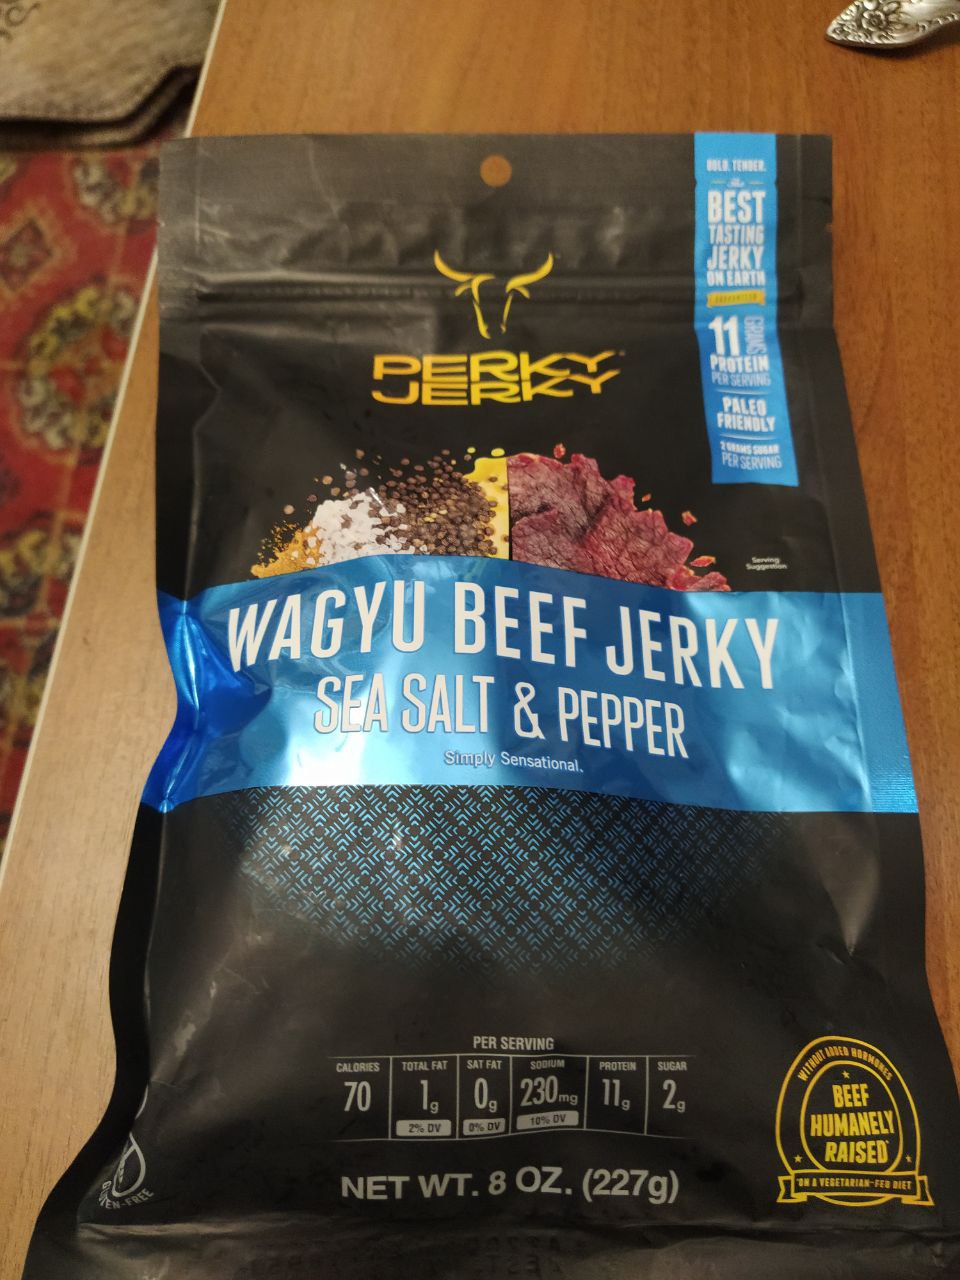 BOLD. TENDER.
The
BEST
TASTING
JERKY
ON EARTH
GUARANTEED
11 GRAMS
PROTEIN
PER SERVING
PALEO
FRIENDLY
2 GRAMS SUGAR
PER SERVING
PERKY
JERKY
Serving
Suggestion
WAGYU BEEF JERKY
SEA SALT & PEPPER
Simply Sensational.
PER SERVING
CALORIES
70
TOTAL FAT
1g
2% DV
SAT FAT
0g
0% DV
SODIUM
230mg
10% DV
PROTEIN
11g
SUGAR
2g
NET WT. 8 OZ. (227g)
WITHOUT ADDED HORMONES
BEEF
HUMANELY
RAISED*
*ON A VEGETARIAN-FED DIET
GLUTEN-FREE